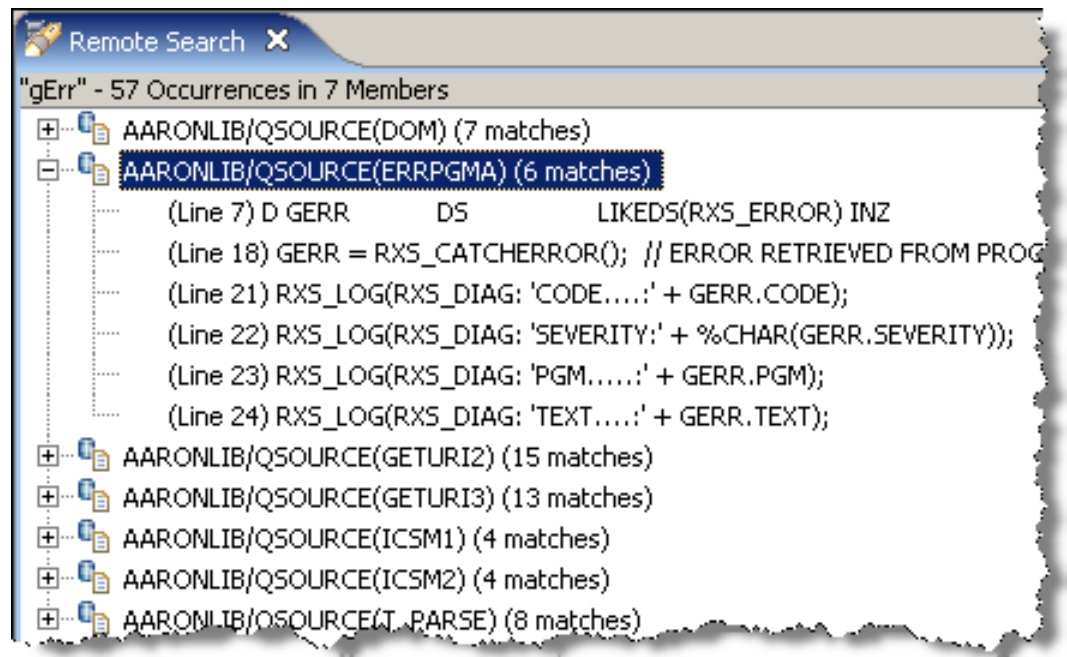 Remote Search
"gErr" - 57 Occurrences in 7 Members
AARONLIB/QSOURCE(DOM) (7 matches)
AARONLIB/QSOURCE(ERRPGMA) (6 matches)
(Line 7) D GERR DS LIKEDS(RXS_ERROR) INZ
(Line 18) GERR = RXS_CATCHERROR(); // ERROR RETRIEVED FROM PROG
(Line 21) RXS_LOG(RXS_DIAG: 'CODE....:' + GERR.CODE);
(Line 22) RXS_LOG(RXS_DIAG: 'SEVERITY:' + %CHAR(GERR.SEVERITY));
(Line 23) RXS_LOG(RXS_DIAG: 'PGM.....:' + GERR.PGM);
(Line 24) RXS_LOG(RXS_DIAG: 'TEXT....:' + GERR.TEXT);
AARONLIB/QSOURCE(GETURI2) (15 matches)
AARONLIB/QSOURCE(GETURI3) (13 matches)
AARONLIB/QSOURCE(ICSM1) (4 matches)
AARONLIB/QSOURCE(ICSM2) (4 matches)
AARONLIB/QSOURCE(T_PARSE) (8 matches)